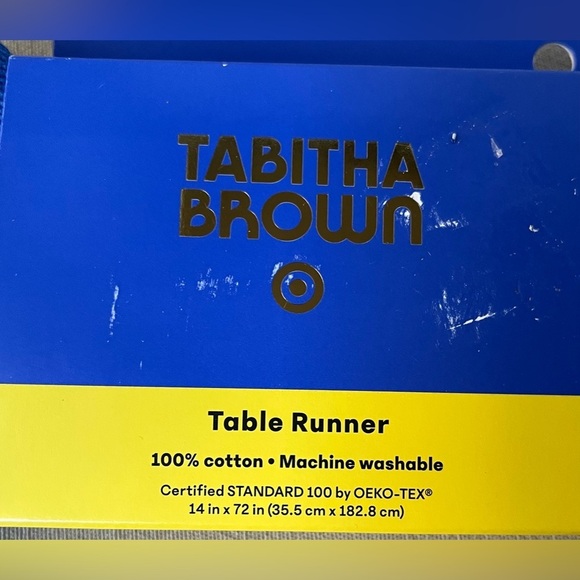 TABITHA
BROWN
Table Runner
100% cotton • Machine washable
Certified STANDARD 100 by OEKO-TEX®
14 in x 72 in (35.5 cm x 182.8 cm)